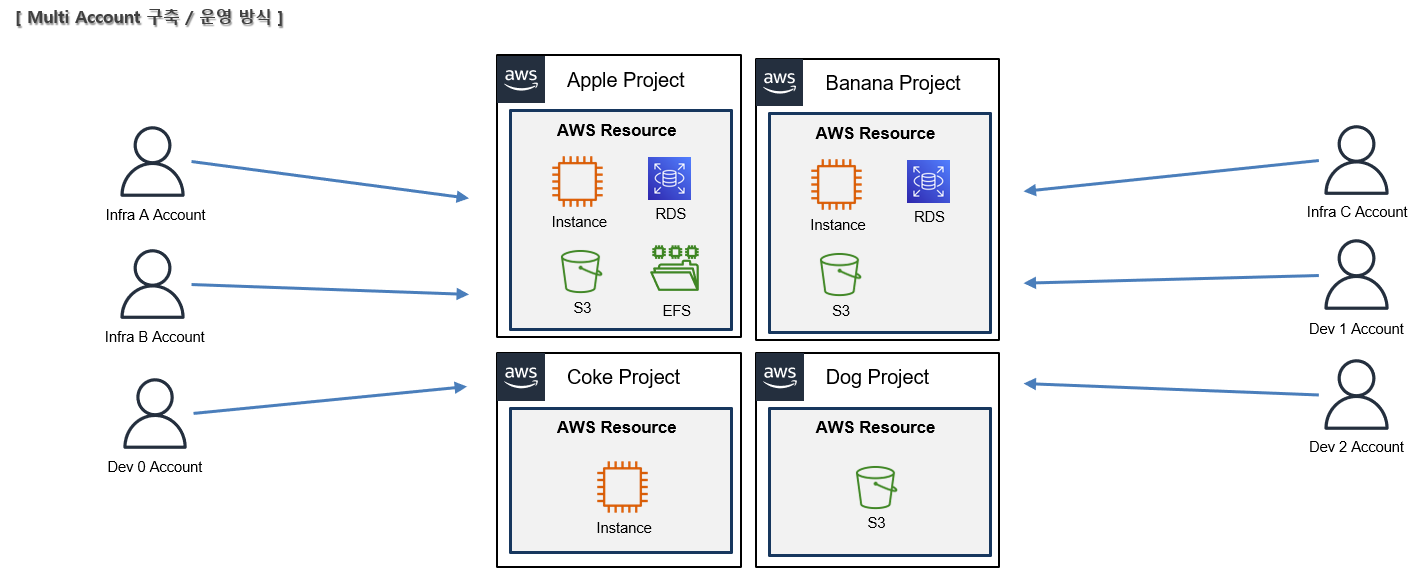 [ Multi Account 구축 / 운영 방식 ]
aws
Apple Project
AWS Resource
Instance
RDS
S3
EFS
aws
Banana Project
AWS Resource
Instance
RDS
S3
aws
Coke Project
AWS Resource
Instance
aws
Dog Project
AWS Resource
S3
Infra A Account
Infra B Account
Dev 0 Account
Infra C Account
Dev 1 Account
Dev 2 Account